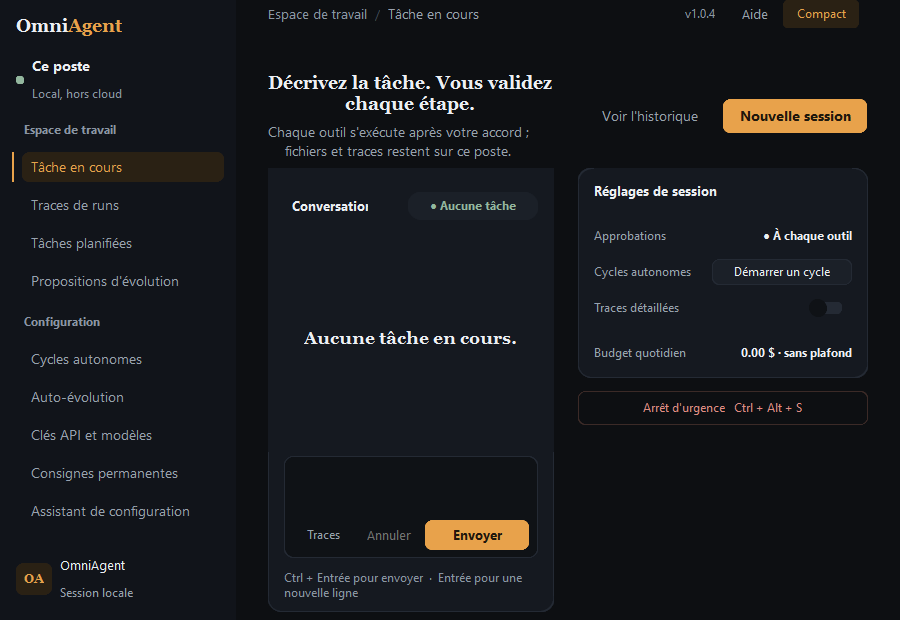 OmniAgent
Ce poste
Local, hors cloud
Espace de travail
Tâche en cours
Traces de runs
Tâches planifiées
Propositions d'évolution
Configuration
Cycles autonomes
Auto-évolution
Clés API et modèles
Consignes permanentes
Assistant de configuration
OA
OmniAgent
Session locale
Espace de travail / Tâche en cours
v1.0.4
Aide
Compact
Décrivez la tâche. Vous validez
chaque étape.
Chaque outil s'exécute après votre accord ;
fichiers et traces restent sur ce poste.
Voir l'historique
Nouvelle session
Conversation
• Aucune tâche
Aucune tâche en cours.
Traces
Annuler
Envoyer
Ctrl + Entrée pour envoyer · Entrée pour une
nouvelle ligne
Réglages de session
Approbations
• À chaque outil
Cycles autonomes
Démarrer un cycle
Traces détaillées
Budget quotidien
0.00 $ · sans plafond
Arrêt d'urgence Ctrl + Alt + S